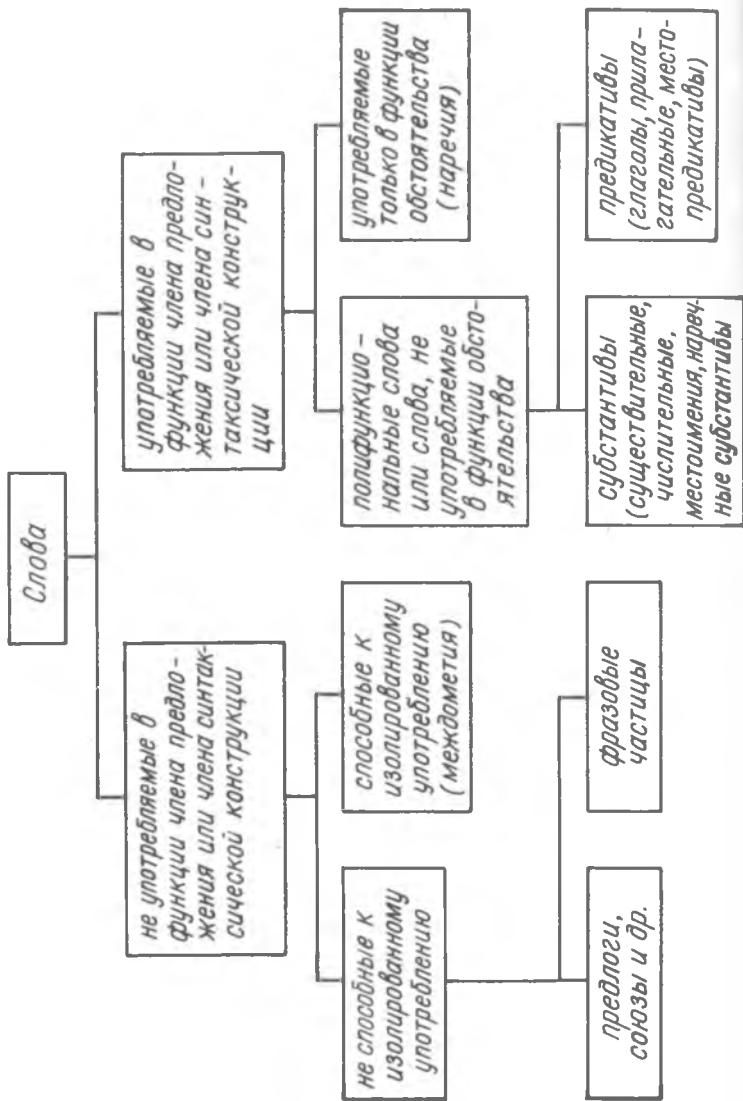 Слова
не употребляемые в
функции члена предло-
жения или члена синтак-
сической конструкции
употребляемые в
функции члена предло-
жения или члена син-
таксической конструк-
ции
не способные к
изолированному
употреблению
способные к
изолированному
употреблению
(междометия)
полифункцио-
нальные слова
или слова, не
употребляемые
в функции обсто-
ятельства
употребляемые
только в функции
обстоятельства
(наречия)
предлоги,
союзы и др.
фразовые
частицы
субстантивы
(существительные,
числительные,
местоимения, нареч-
ные субстантивы
предикативы
(глаголы, прила-
гательные, место-
предикативы)